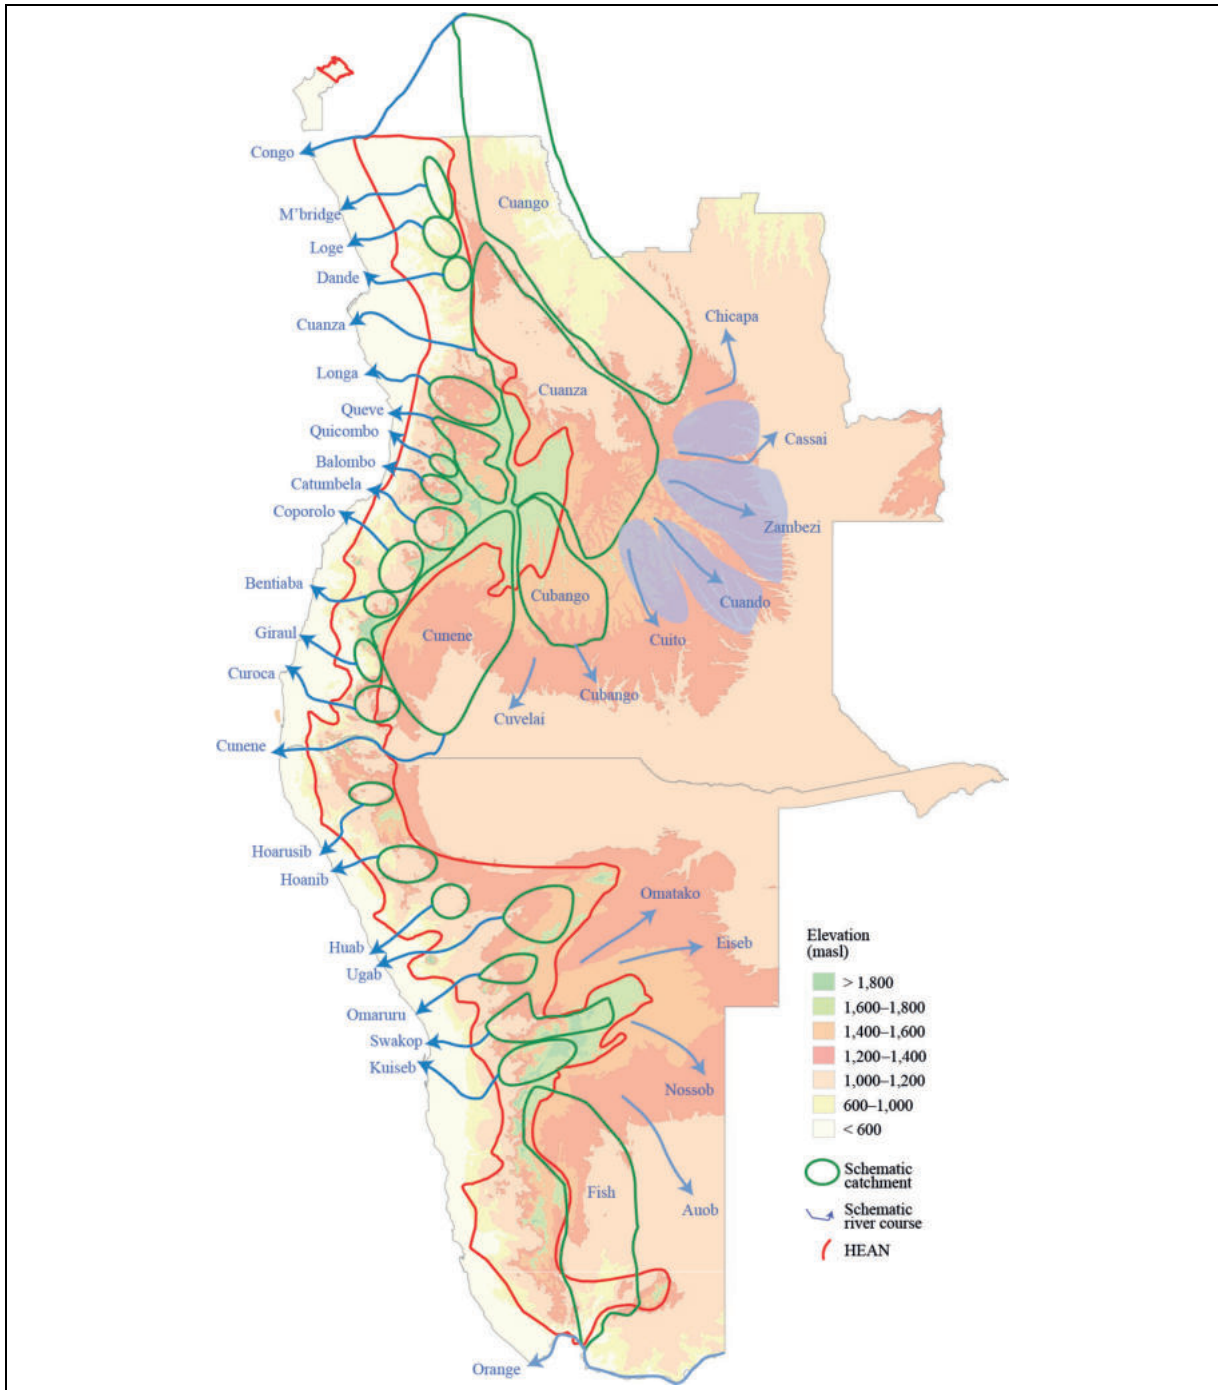 Congo
M'bridge
Loge
Dande
Cuanza
Longa
Queve
Quicombo
Balombo
Catumbela
Coporolo
Bentiaba
Giraul
Curoca
Cunene
Hoarusib
Hoanib
Huab
Ugab
Omaruru
Swakop
Kuiseb
Orange
Cuango
Cuanza
Chicapa
Cassai
Zambezi
Cuando
Cuito
Cubango
Cubango
Cunene
Cuvelai
Omatako
Eiseb
Nossob
Auob
Fish
Elevation
(masl)
> 1,800
1,600–1,800
1,400–1,600
1,200–1,400
1,000–1,200
600–1,000
< 600
Schematic
catchment
Schematic
river course
HEAN